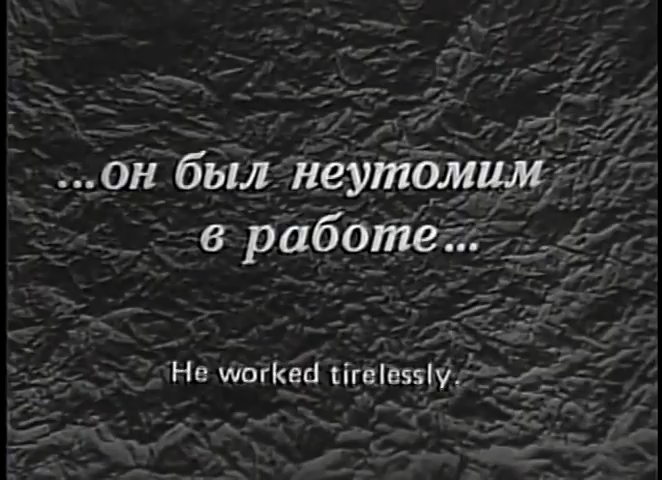 ...он был неутомим
в работе...
He worked tirelessly.